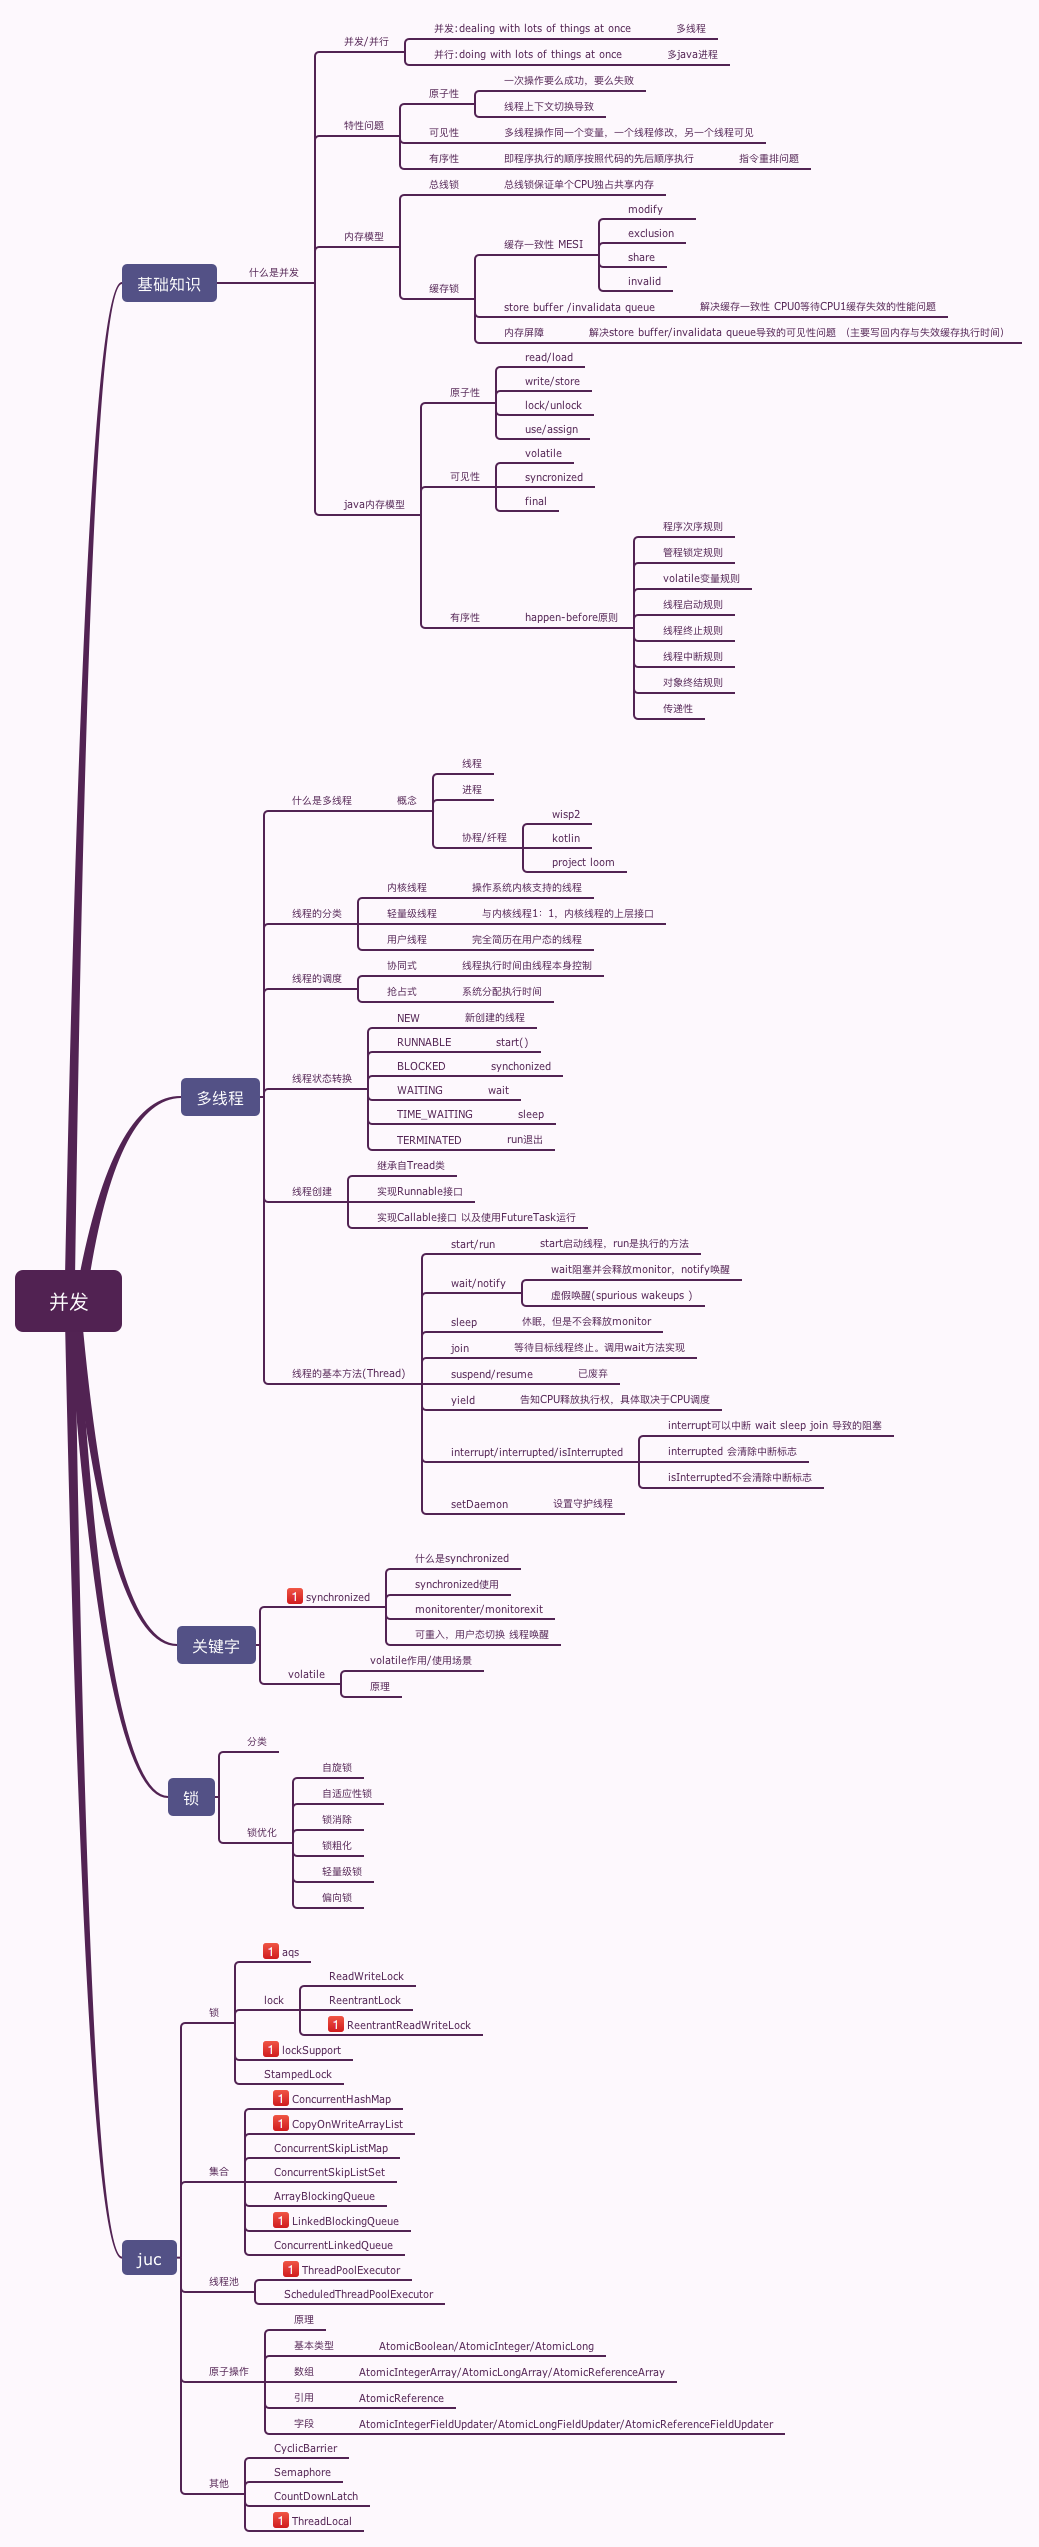 并发
基础知识
什么是并发
并发/并行
并发:dealing with lots of things at once
多线程
并行:doing with lots of things at once
多java进程
特性问题
原子性
一次操作要么成功，要么失败
线程上下文切换导致
可见性
多线程操作同一个变量，一个线程修改，另一个线程可见
有序性
即程序执行的顺序按照代码的先后顺序执行
指令重排问题
内存模型
总线锁
总线锁保证单个CPU独占共享内存
缓存锁
缓存一致性 MESI
modify
exclusion
share
invalid
store buffer /invalidata queue
解决缓存一致性 CPU0等待CPU1缓存失效的性能问题
内存屏障
解决store buffer/invalidata queue导致的可见性问题 （主要写回内存与失效缓存执行时间）
java内存模型
原子性
read/load
write/store
lock/unlock
use/assign
可见性
volatile
syncronized
final
有序性
happen-before原则
程序次序规则
管程锁定规则
volatile变量规则
线程启动规则
线程终止规则
线程中断规则
对象终结规则
传递性
多线程
什么是多线程
概念
线程
进程
协程/纤程
wisp2
kotlin
project loom
线程的分类
内核线程
操作系统内核支持的线程
轻量级线程
与内核线程1：1，内核线程的上层接口
用户线程
完全简历在用户态的线程
线程的调度
协同式
线程执行时间由线程本身控制
抢占式
系统分配执行时间
线程状态转换
NEW
新创建的线程
RUNNABLE
start()
BLOCKED
synchonized
WAITING
wait
TIME_WAITING
sleep
TERMINATED
run退出
线程创建
继承自Tread类
实现Runnable接口
实现Callable接口 以及使用FutureTask运行
线程的基本方法(Thread)
start/run
start启动线程，run是执行的方法
wait/notify
wait阻塞并会释放monitor，notify唤醒
虚假唤醒(spurious wakeups )
sleep
休眠，但是不会释放monitor
join
等待目标线程终止。调用wait方法实现
suspend/resume
已废弃
yield
告知CPU释放执行权，具体取决于CPU调度
interrupt/interrupted/isInterrupted
interrupt可以中断 wait sleep join 导致的阻塞
interrupted 会清除中断标志
isInterrupted不会清除中断标志
setDaemon
设置守护线程
关键字
1 synchronized
什么是synchronized
synchronized使用
monitorenter/monitorexit
可重入，用户态切换 线程唤醒
volatile
volatile作用/使用场景
原理
锁
分类
锁优化
自旋锁
自适应性锁
锁消除
锁粗化
轻量级锁
偏向锁
juc
锁
1 aqs
lock
ReadWriteLock
ReentrantLock
1 ReentrantReadWriteLock
1 lockSupport
StampedLock
集合
1 ConcurrentHashMap
1 CopyOnWriteArrayList
ConcurrentSkipListMap
ConcurrentSkipListSet
ArrayBlockingQueue
1 LinkedBlockingQueue
ConcurrentLinkedQueue
线程池
1 ThreadPoolExecutor
ScheduledThreadPoolExecutor
原子操作
原理
基本类型
AtomicBoolean/AtomicInteger/AtomicLong
数组
AtomicIntegerArray/AtomicLongArray/AtomicReferenceArray
引用
AtomicReference
字段
AtomicIntegerFieldUpdater/AtomicLongFieldUpdater/AtomicReferenceFieldUpdater
其他
CyclicBarrier
Semaphore
CountDownLatch
1 ThreadLocal